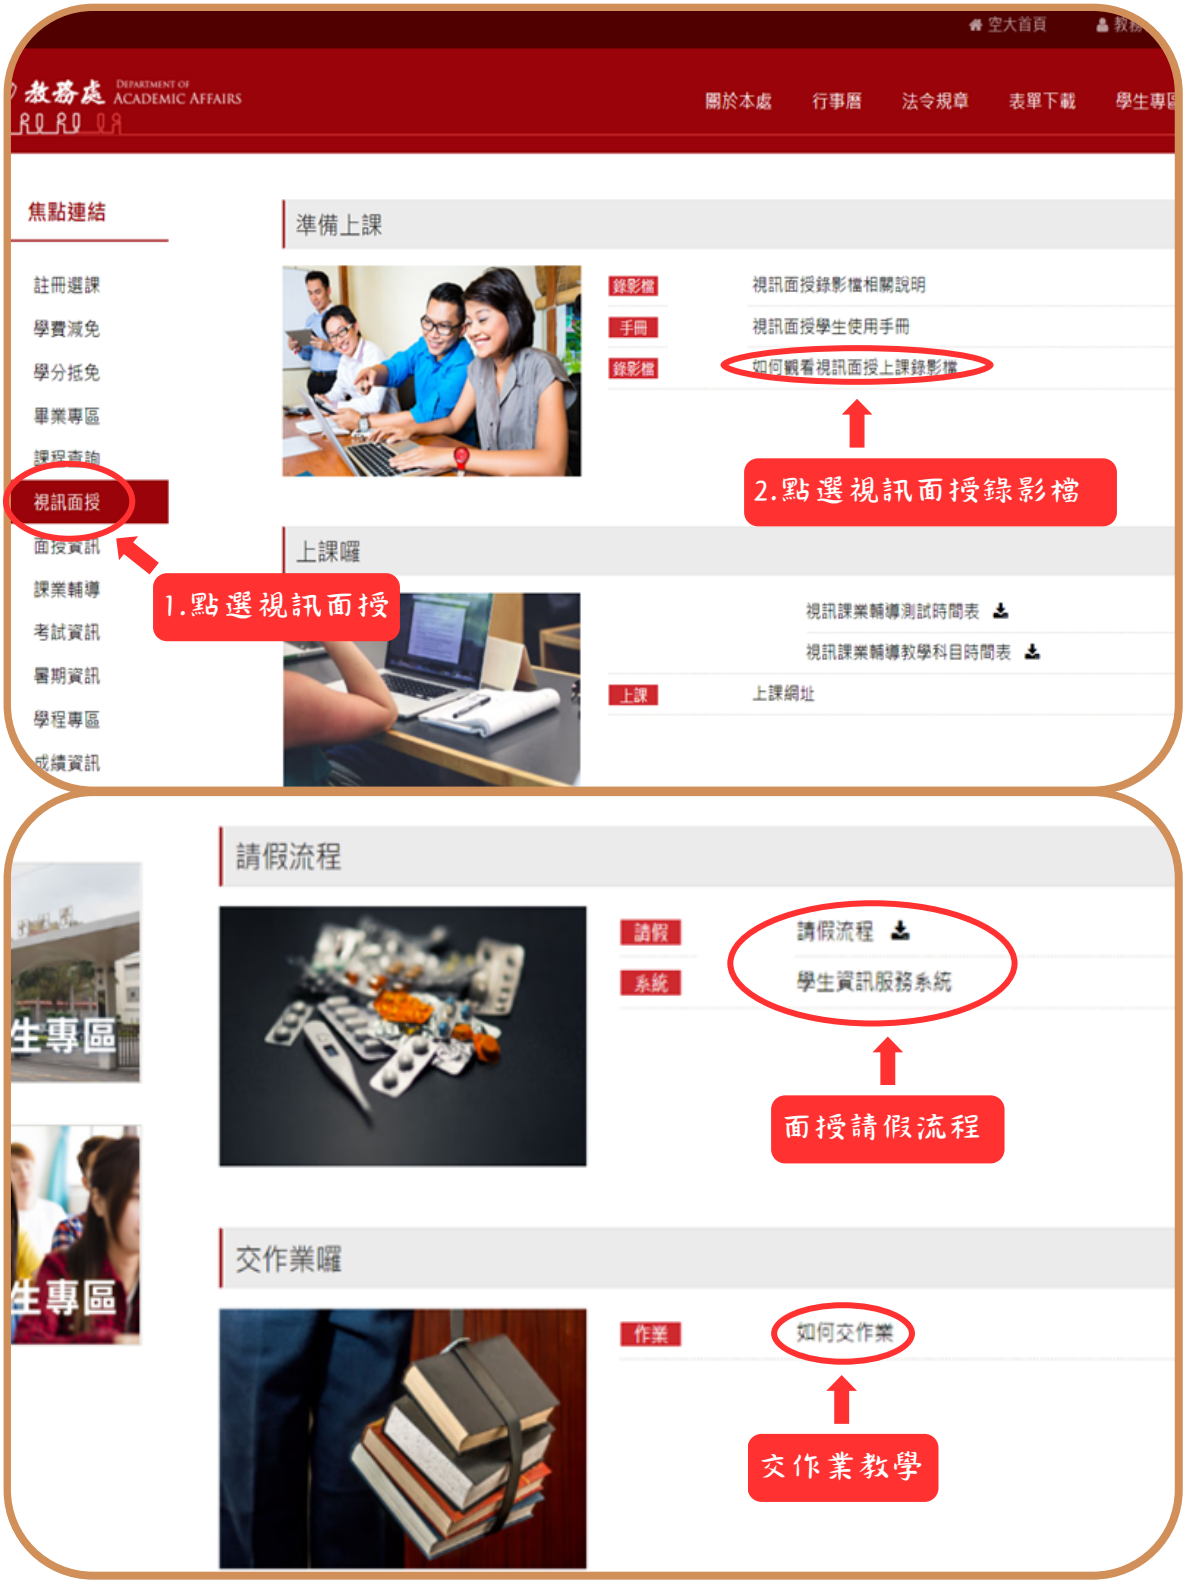 空大首頁
教務處 DEPARTMENT OF ACADEMIC AFFAIRS
關於本處 行事曆 法令規章 表單下載 學生專區
焦點連結
註冊選課
學費減免
學分抵免
畢業專區
課程查詢
視訊面授
面授資訊
課業輔導
考試資訊
暑期資訊
學程專區
成績資訊
1.點選視訊面授
準備上課
錄影檔 視訊面授錄影檔相關說明
手冊 視訊面授學生使用手冊
錄影檔 如何觀看視訊面授上課錄影檔
2.點選視訊面授錄影檔
上課囉
視訊課業輔導測試時間表
視訊課業輔導教學科目時間表
上課 上課網址
生專區
生專區
請假流程
請假 請假流程
系統 學生資訊服務系統
面授請假流程
交作業囉
作業 如何交作業
交作業教學